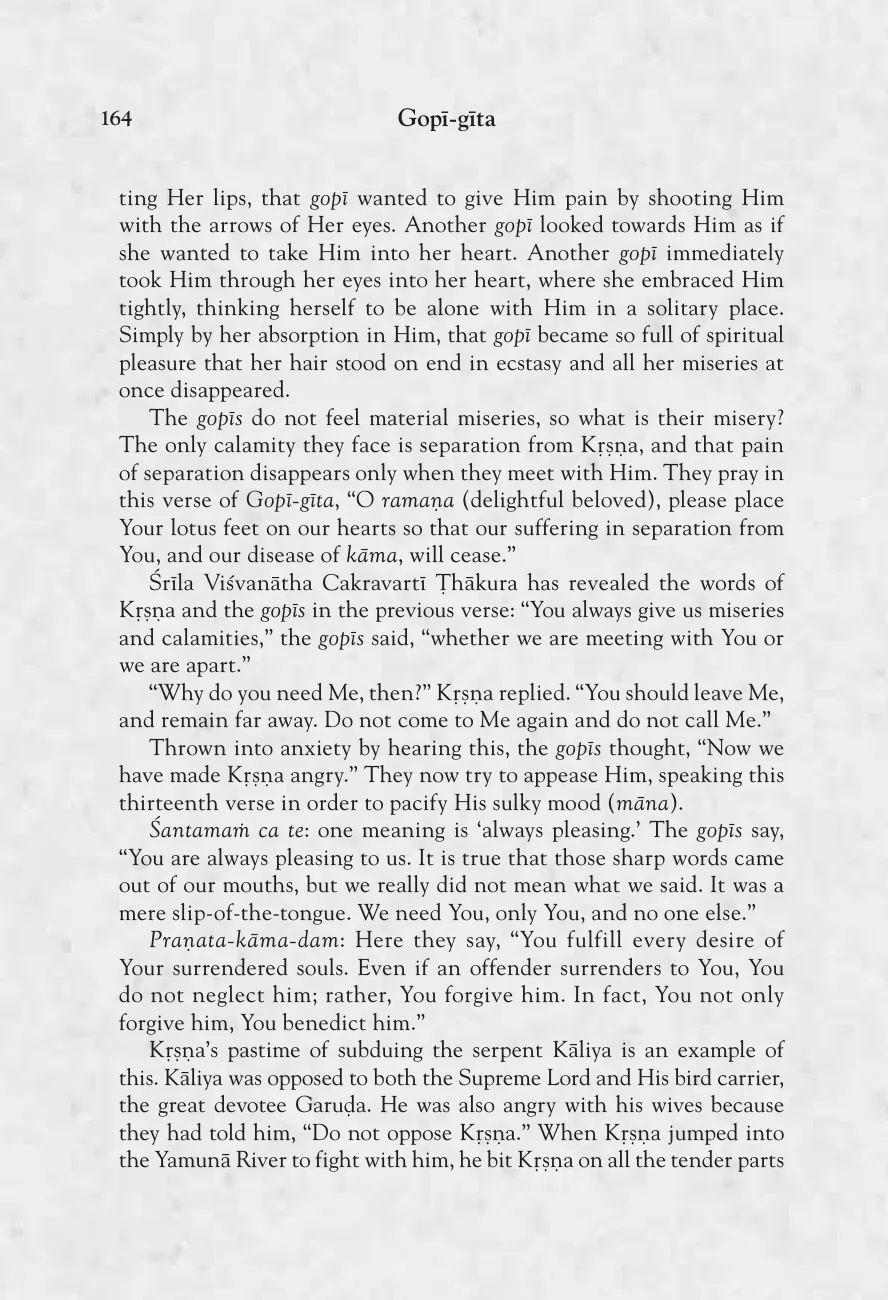 164
Gopī-gīta
ting Her lips, that gopī wanted to give Him pain by shooting Him
with the arrows of Her eyes. Another gopī looked towards Him as if
she wanted to take Him into her heart. Another gopī immediately
took Him through her eyes into her heart, where she embraced Him
tightly, thinking herself to be alone with Him in a solitary place.
Simply by her absorption in Him, that gopī became so full of spiritual
pleasure that her hair stood on end in ecstasy and all her miseries at
once disappeared.
The gopīs do not feel material miseries, so what is their misery?
The only calamity they face is separation from Kṛṣṇa, and that pain
of separation disappears only when they meet with Him. They pray in
this verse of Gopī-gīta, “O ramaṇa (delightful beloved), please place
Your lotus feet on our hearts so that our suffering in separation from
You, and our disease of kāma, will cease.”
Śrīla Viśvanātha Cakravartī Ṭhākura has revealed the words of
Kṛṣṇa and the gopīs in the previous verse: “You always give us miseries
and calamities,” the gopīs said, “whether we are meeting with You or
we are apart.”
“Why do you need Me, then?” Kṛṣṇa replied. “You should leave Me,
and remain far away. Do not come to Me again and do not call Me.”
Thrown into anxiety by hearing this, the gopīs thought, “Now we
have made Kṛṣṇa angry.” They now try to appease Him, speaking this
thirteenth verse in order to pacify His sulky mood (māna).
Śantamaṁ ca te: one meaning is ‘always pleasing.’ The gopīs say,
“You are always pleasing to us. It is true that those sharp words came
out of our mouths, but we really did not mean what we said. It was a
mere slip-of-the-tongue. We need You, only You, and no one else.”
Praṇata-kāma-dam: Here they say, “You fulfill every desire of
Your surrendered souls. Even if an offender surrenders to You, You
do not neglect him; rather, You forgive him. In fact, You not only
forgive him, You benedict him.”
Kṛṣṇa’s pastime of subduing the serpent Kāliya is an example of
this. Kāliya was opposed to both the Supreme Lord and His bird carrier,
the great devotee Garuḍa. He was also angry with his wives because
they had told him, “Do not oppose Kṛṣṇa.” When Kṛṣṇa jumped into
the Yamunā River to fight with him, he bit Kṛṣṇa on all the tender parts